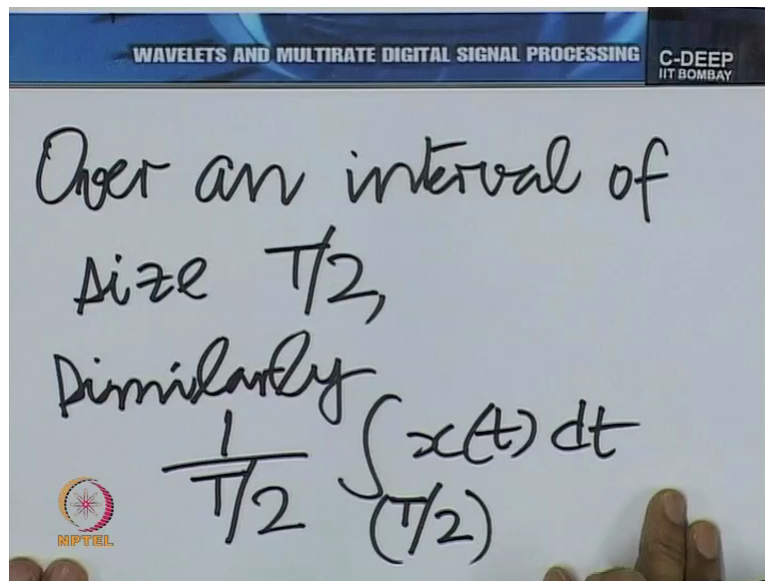 WAVELETS AND MULTIRATE DIGITAL SIGNAL PROCESSING
C-DEEP
IIT BOMBAY
Over an interval of
size T/2,
Similarly
1/(T/2) ∫(T/2) x(t) dt
NPTEL